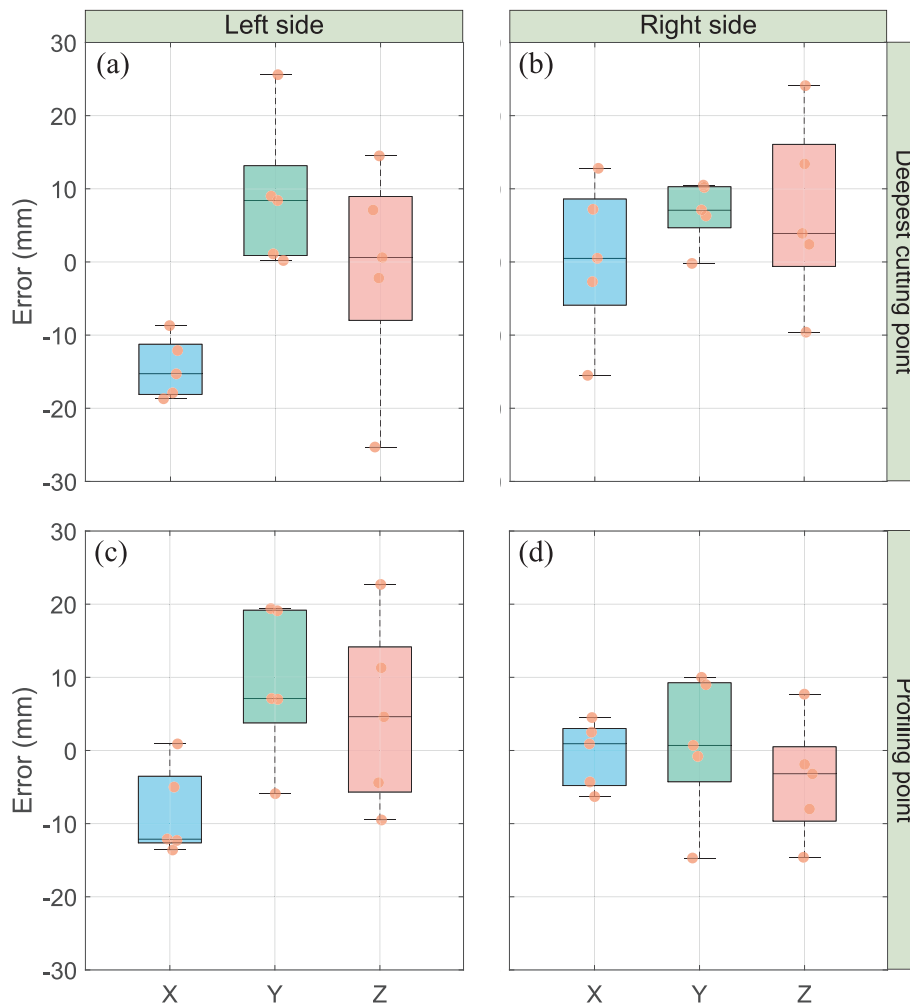 Left side
Right side
(a)
(b)
30
20
10
0
-10
-20
-30
Error (mm)
Deepest cutting point
(c)
(d)
30
20
10
0
-10
-20
-30
Error (mm)
Profilling point
X
Y
Z
X
Y
Z